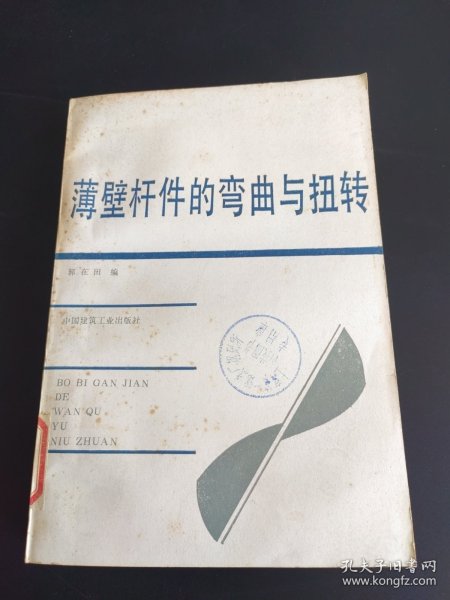 薄壁杆件的弯曲与扭转
郭在田 编
中国建筑工业出版社
BO BI GAN JIAN
DE
WAN QU
YU
NIU ZHUAN
孔夫子旧书网
www.kongfz.com